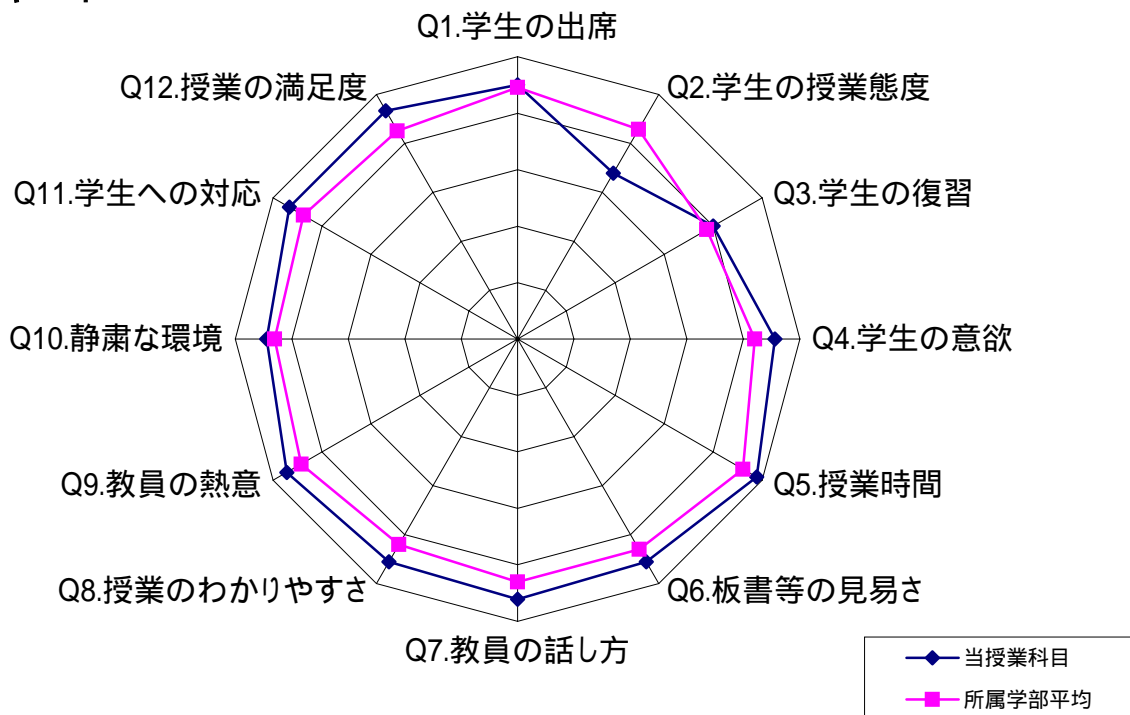 Q1.学生の出席
Q2.学生の授業態度
Q3.学生の復習
Q4.学生の意欲
Q5.授業時間
Q6.板書等の見易さ
Q7.教員の話し方
Q8.授業のわかりやすさ
Q9.教員の熱意
Q10.静粛な環境
Q11.学生への対応
Q12.授業の満足度
当授業科目
所属学部平均